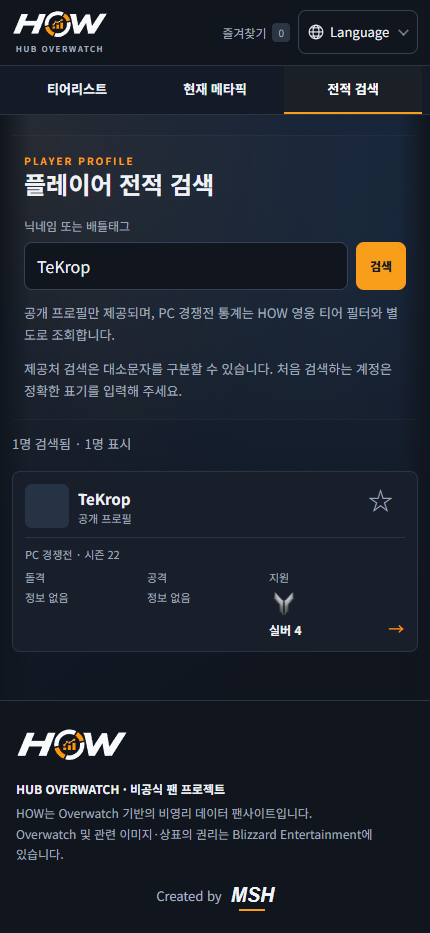 HOW
HUB OVERWATCH
즐겨찾기 0
Language
티어리스트 현재 메타픽 전적 검색
PLAYER PROFILE
플레이어 전적 검색
닉네임 또는 배틀태그
TeKrop 검색
공개 프로필만 제공되며, PC 경쟁전 통계는 HOW 영웅 티어 필터와 별
도로 조회합니다.
제공처 검색은 대소문자를 구분할 수 있습니다. 처음 검색하는 계정은
정확한 표기를 입력해 주세요.
1명 검색됨 · 1명 표시
TeKrop
공개 프로필
PC 경쟁전 · 시즌 22
돌격 공격 지원
정보 없음 정보 없음
실버 4 →
HOW
HUB OVERWATCH · 비공식 팬 프로젝트
HOW는 Overwatch 기반의 비영리 데이터 팬사이트입니다.
Overwatch 및 관련 이미지·상표의 권리는 Blizzard Entertainment에
있습니다.
Created by MSH